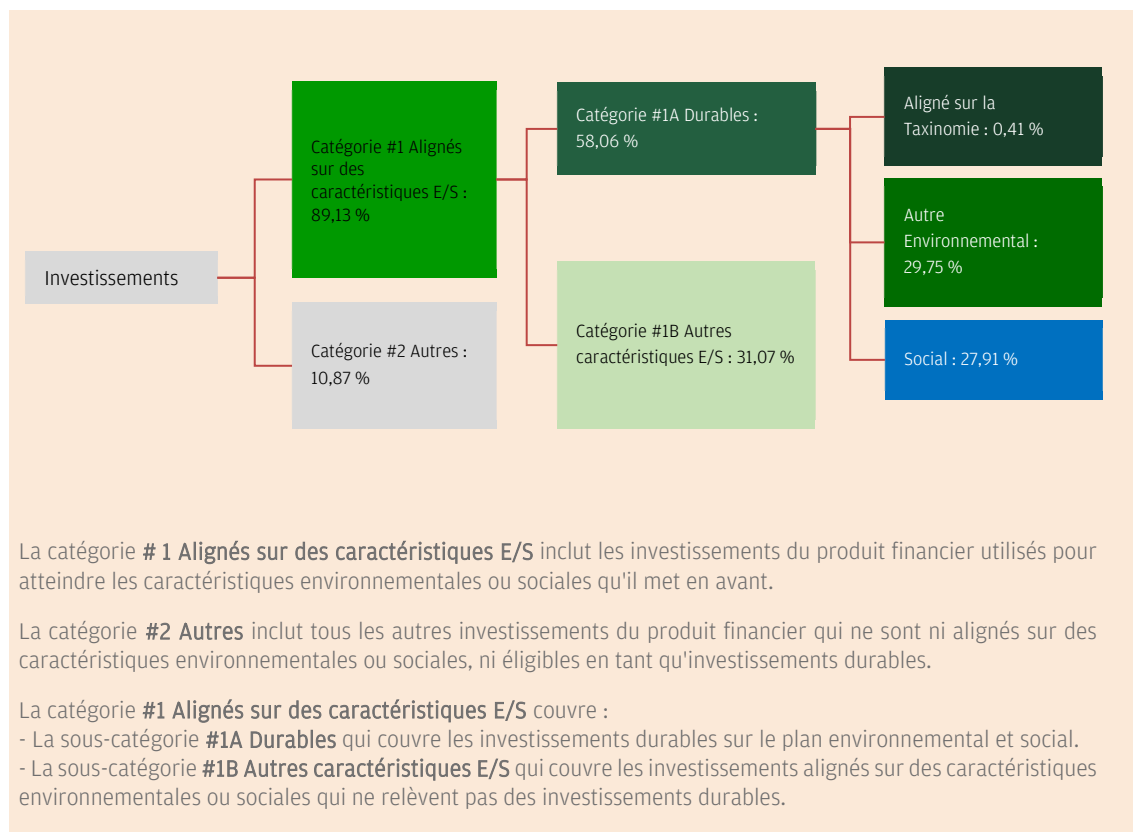 Investissements
Catégorie #1 Alignés
sur des
caractéristiques E/S :
89,13 %
Catégorie #2 Autres :
10,87 %
Catégorie #1A Durables :
58,06 %
Catégorie #1B Autres
caractéristiques E/S : 31,07 %
Aligné sur la
Taxinomie : 0,41 %
Autre
Environnemental :
29,75 %
Social : 27,91 %
La catégorie # 1 Alignés sur des caractéristiques E/S inclut les investissements du produit financier utilisés pour
atteindre les caractéristiques environnementales ou sociales qu'il met en avant.
La catégorie #2 Autres inclut tous les autres investissements du produit financier qui ne sont ni alignés sur des
caractéristiques environnementales ou sociales, ni éligibles en tant qu'investissements durables.
La catégorie #1 Alignés sur des caractéristiques E/S couvre :
- La sous-catégorie #1A Durables qui couvre les investissements durables sur le plan environnemental et social.
- La sous-catégorie #1B Autres caractéristiques E/S qui couvre les investissements alignés sur des caractéristiques
environnementales ou sociales qui ne relèvent pas des investissements durables.